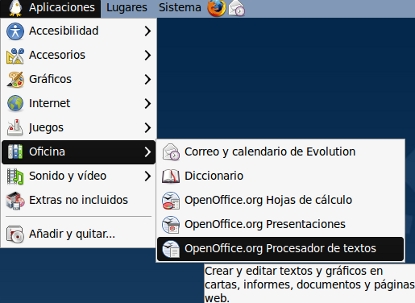 Aplicaciones Lugares Sistema
Accesibilidad
Accesorios
Gráficos
Internet
Juegos
Oficina
Sonido y vídeo
Extras no incluidos
Añadir y quitar...
Correo y calendario de Evolution
Diccionario
OpenOffice.org Hojas de cálculo
OpenOffice.org Presentaciones
OpenOffice.org Procesador de textos
Crear y editar textos y gráficos en
cartas, informes, documentos y páginas
web.